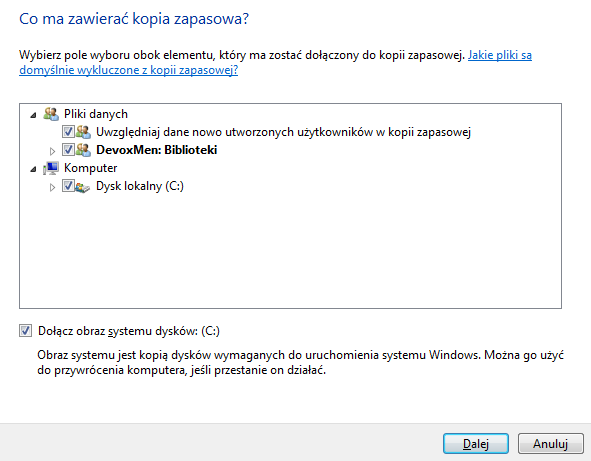 Co ma zawierać kopia zapasowa?
Wybierz pole wyboru obok elementu, który ma zostać dołączony do kopii zapasowej. Jakie pliki są
domyślnie wykluczone z kopii zapasowej?
Pliki danych
Uwzględniaj dane nowo utworzonych użytkowników w kopii zapasowej
DevoxMen: Biblioteki
Komputer
Dysk lokalny (C:)
Dołącz obraz systemu dysków: (C:)
Obraz systemu jest kopią dysków wymaganych do uruchomienia systemu Windows. Można go użyć
do przywrócenia komputera, jeśli przestanie on działać.
Dalej Anuluj